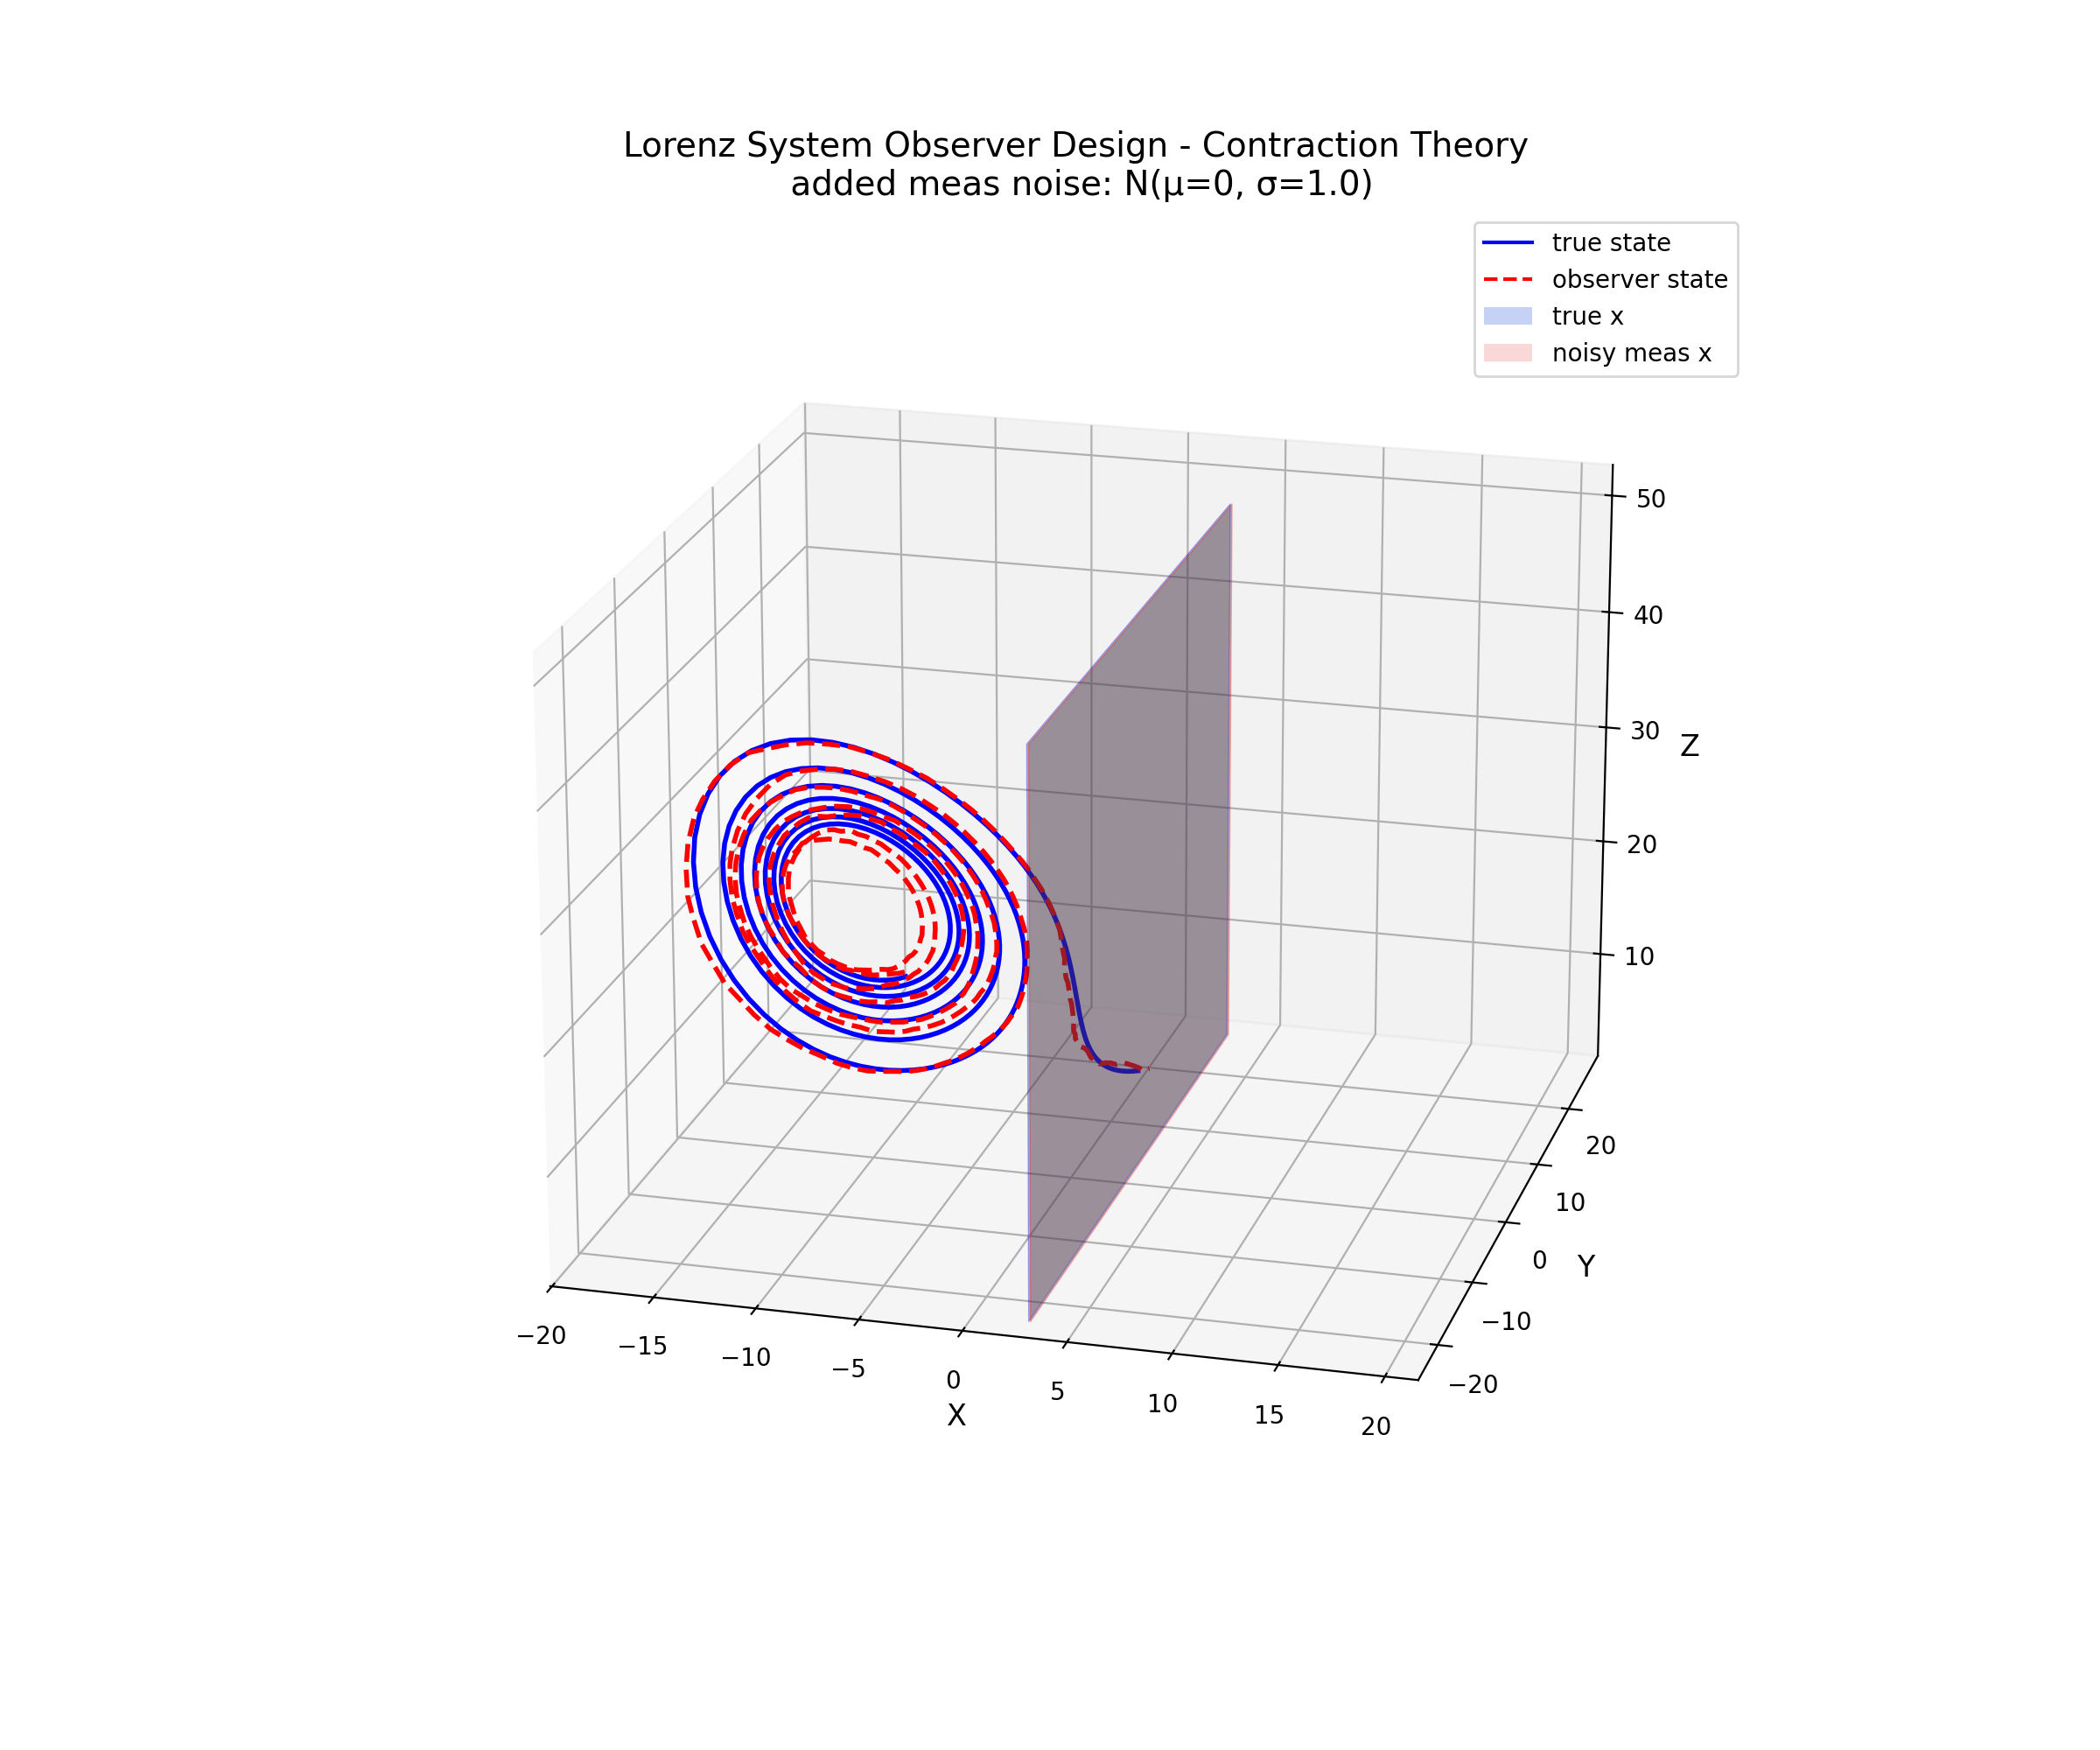 Lorenz System Observer Design - Contraction Theory
added meas noise: N(μ=0, σ=1.0)
true state
observer state
true x
noisy meas x
50
40
30
20
10
Z
20
10
0
−10
−20
Y
−20
−15
−10
−5
0
5
10
15
20
X